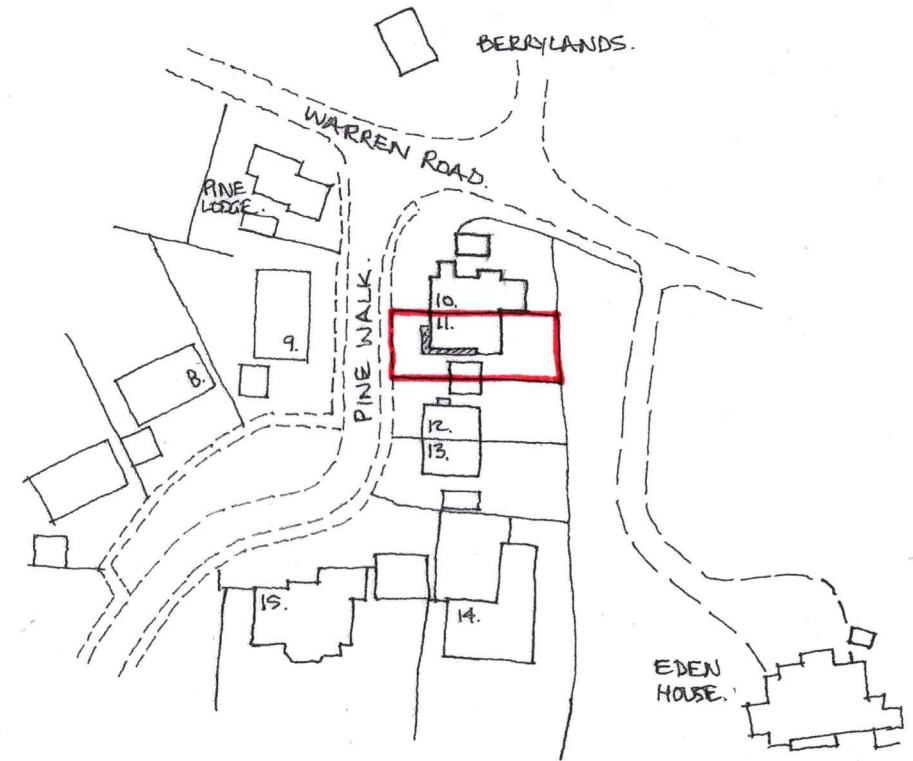 BERRYLANDS.
WARREN ROAD.
PINE
LODGE.
PINE WALK.
10.
11.
9.
8.
12.
13.
15.
14.
EDEN
HOUSE.